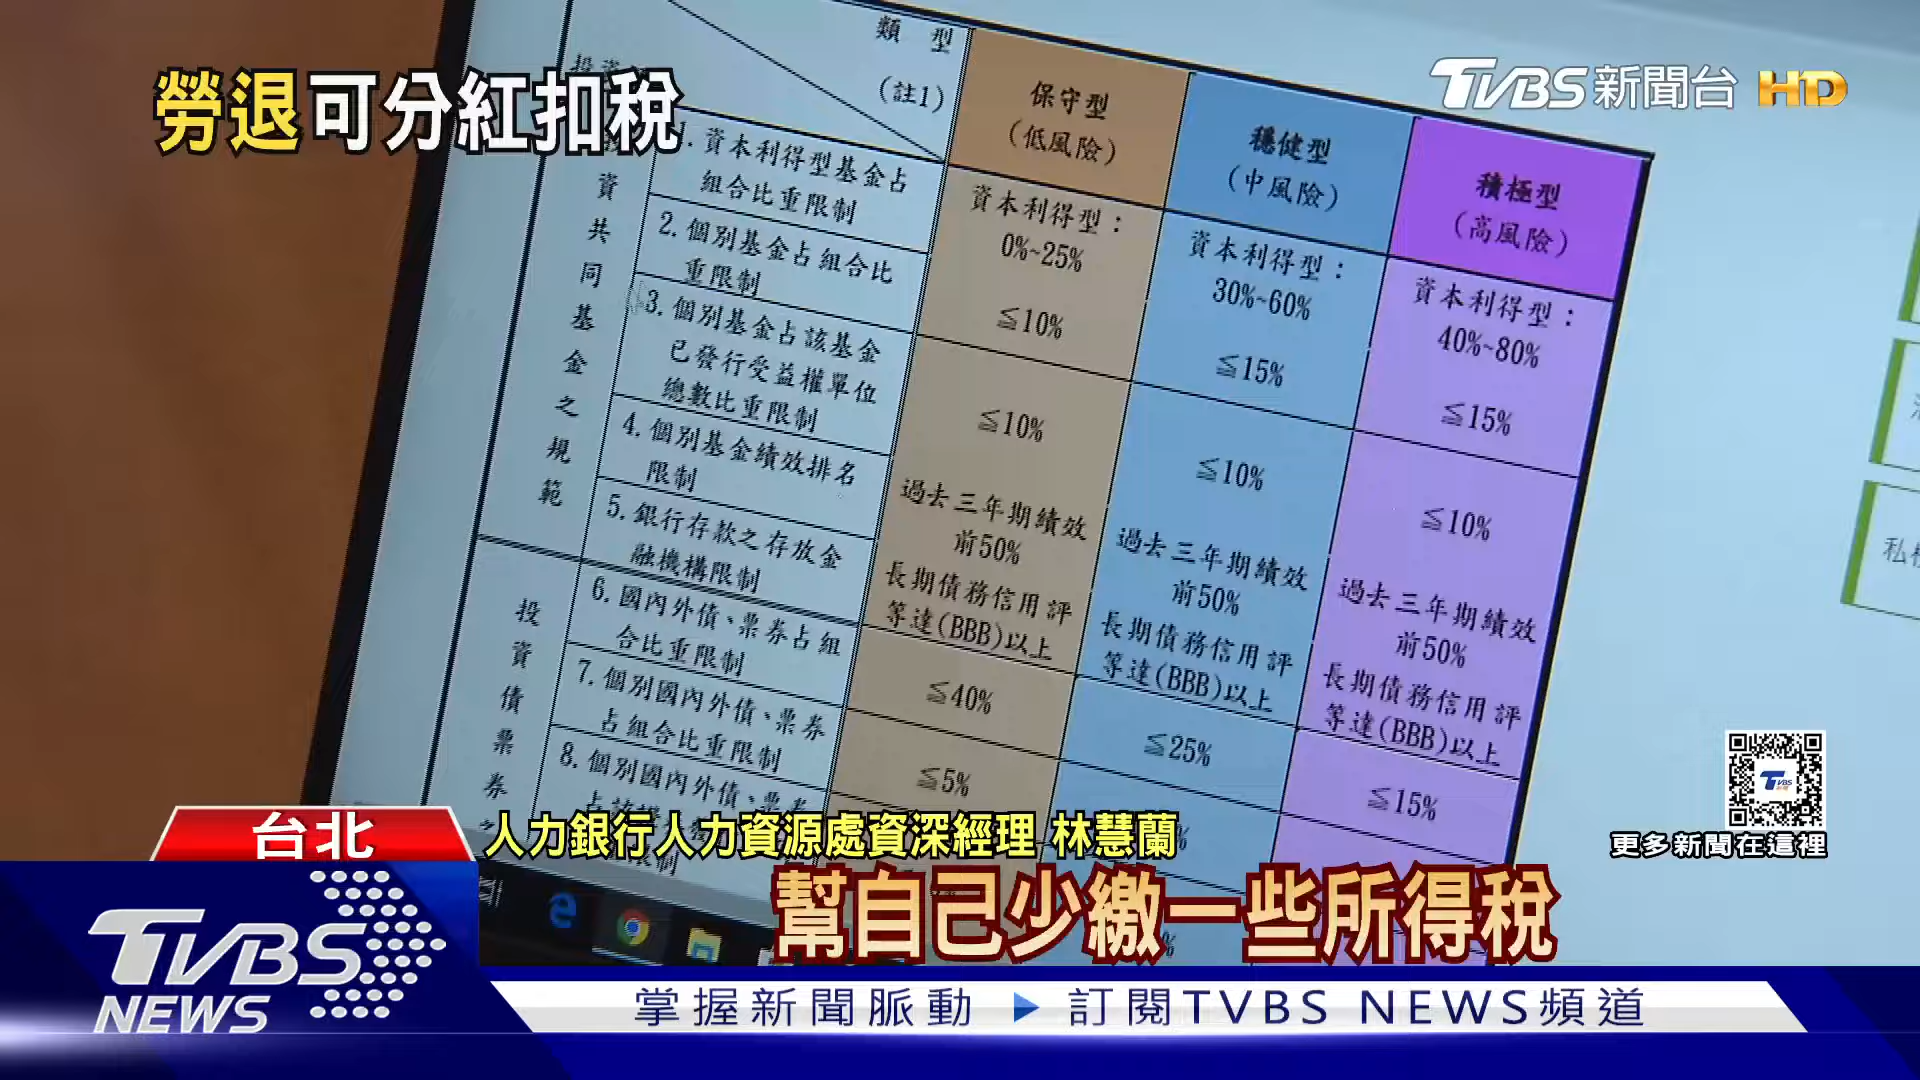 勞退可分紅扣稅
TVBS新聞台 HD
類型
(註1)
保守型
(低風險)
穩健型
(中風險)
積極型
(高風險)
資共同基金之規範
1. 資本利得型基金占
組合比重限制
2. 個別基金占組合比
重限制
3. 個別基金占該基金
已發行受益權單位
總數比重限制
4. 個別基金績效排名
限制
5. 銀行存款之存放金
融機構限制
資本利得型：
0%~25%
≦10%
≦10%
過去三年期績效
前50%
長期債務信用評
等達(BBB)以上
資本利得型：
30%~60%
≦15%
≦10%
過去三年期績效
前50%
長期債務信用評
等達(BBB)以上
資本利得型：
40%~80%
≦15%
≦10%
過去三年期績效
前50%
長期債務信用評
等達(BBB)以上
投資債票券
6. 國內外債、票券占組
合比重限制
≦40%
≦25%
≦15%
7. 個別國內外債、票券
占組合比重限制
≦5%
8. 個別國內外債、票券
私
TVBS
更多新聞在這裡
台北
人力銀行人力資源處資深經理 林慧蘭
幫自己少繳一些所得稅
TVBS
NEWS
掌握新聞脈動 ▶ 訂閱TVBS NEWS頻道